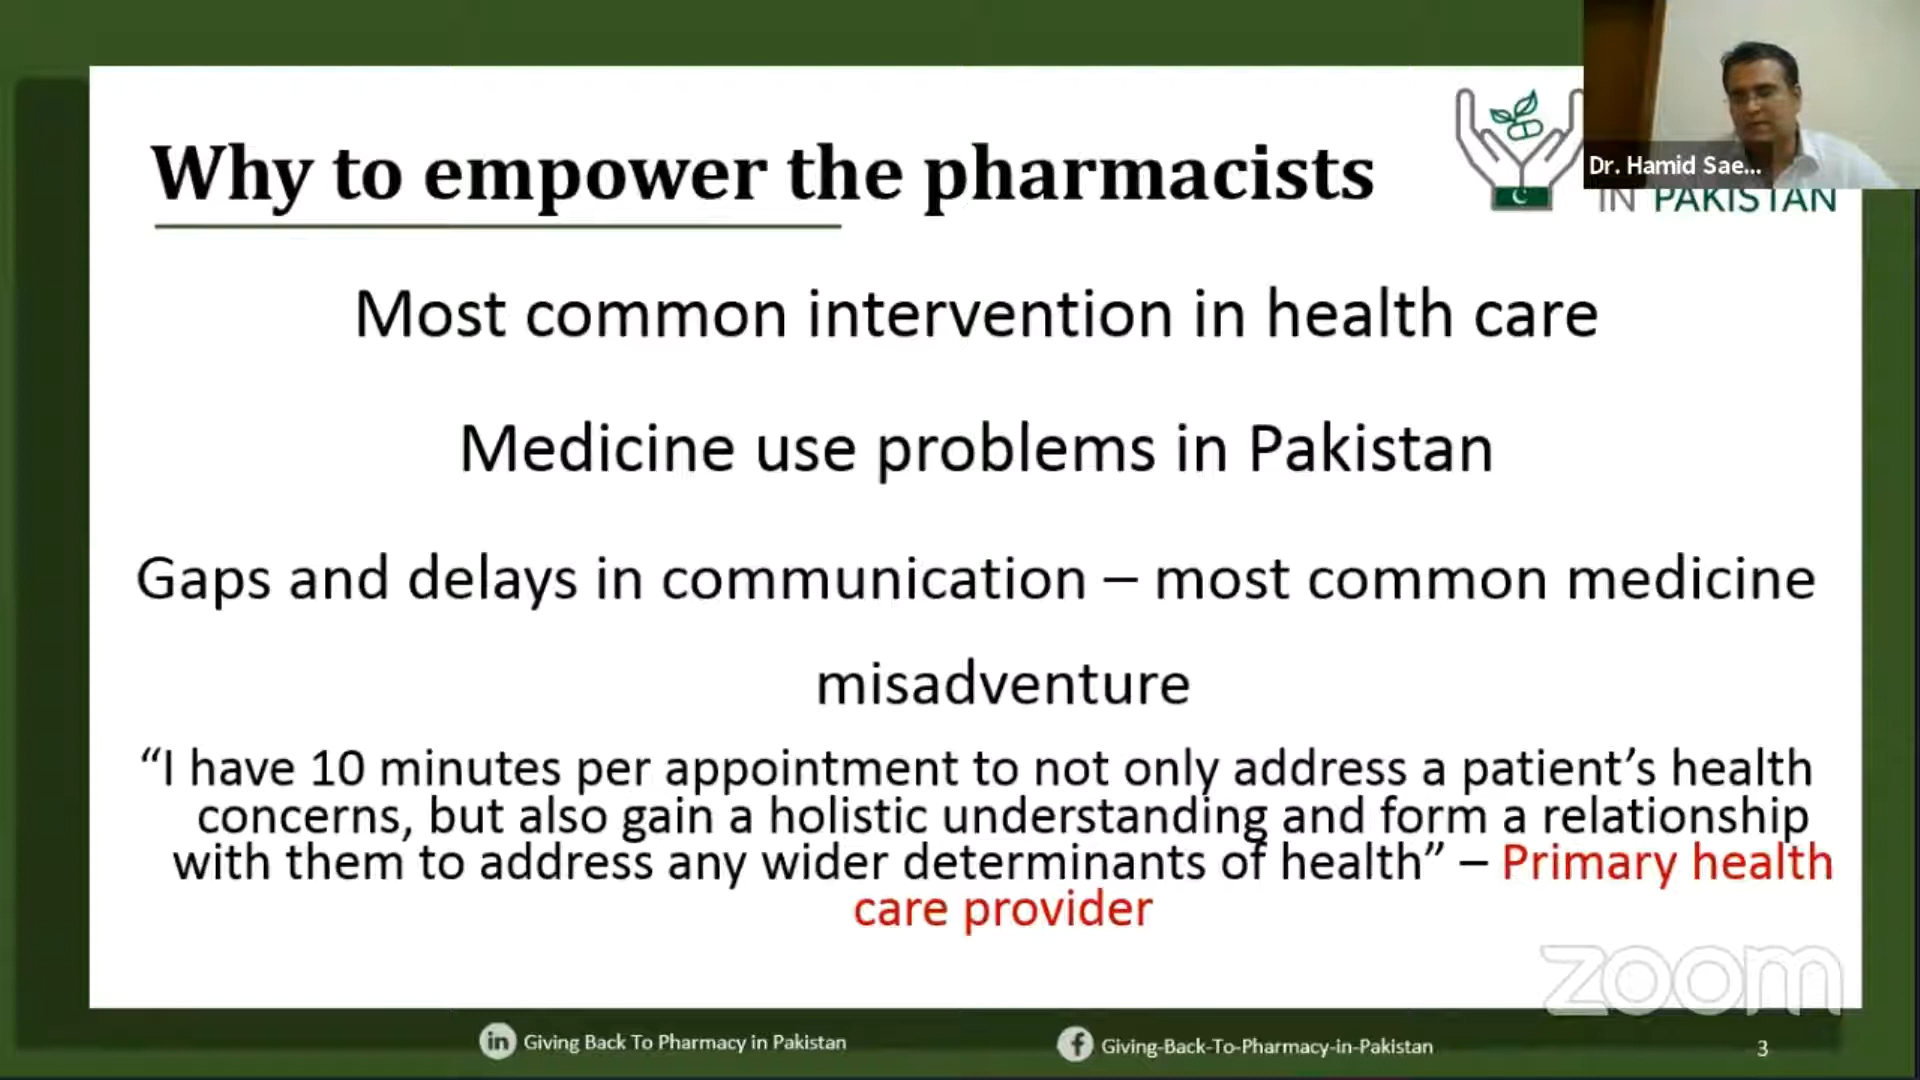 Why to empower the pharmacists
Dr. Hamid Sae...
IN PAKISTAN
Most common intervention in health care
Medicine use problems in Pakistan
Gaps and delays in communication – most common medicine
misadventure
“I have 10 minutes per appointment to not only address a patient’s health
concerns, but also gain a holistic understanding and form a relationship
with them to address any wider determinants of health” – Primary health
care provider
zoom
in Giving Back To Pharmacy in Pakistan
f Giving-Back-To-Pharmacy-in-Pakistan
3